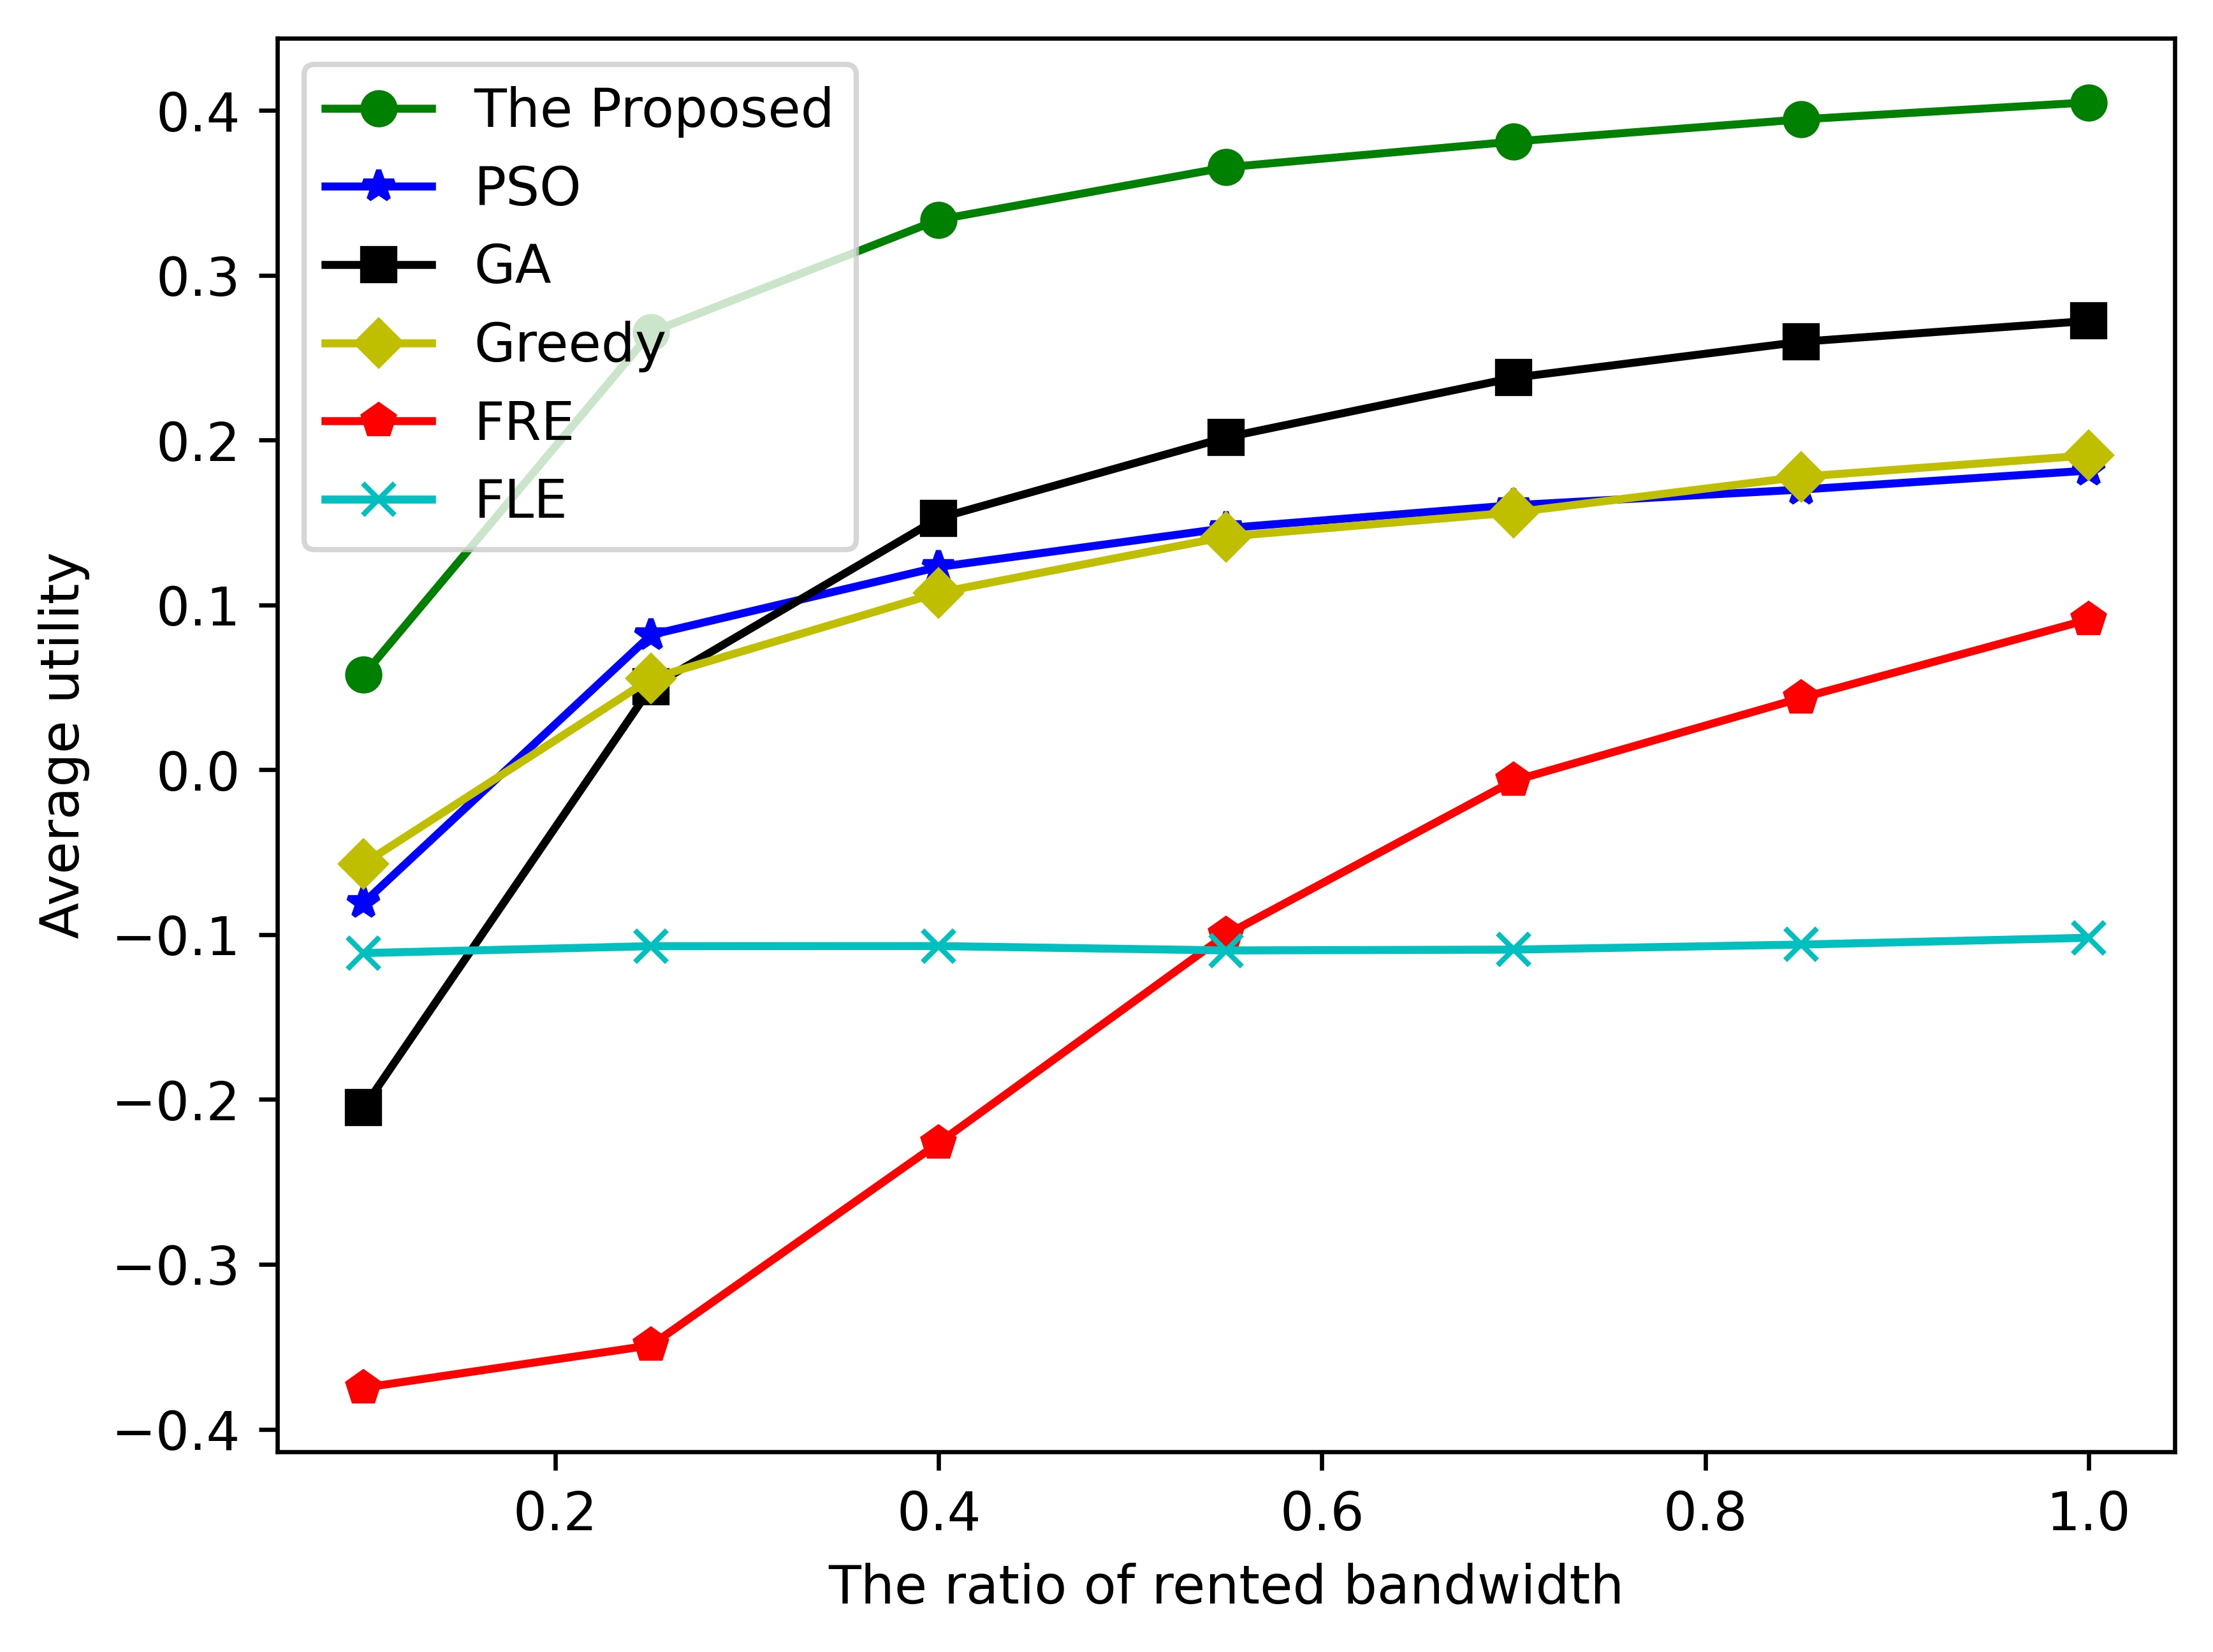 The Proposed
PSO
GA
Greedy
FRE
FLE
0.4
0.3
0.2
0.1
0.0
−0.1
−0.2
−0.3
−0.4
Average utility
0.2 0.4 0.6 0.8 1.0
The ratio of rented bandwidth